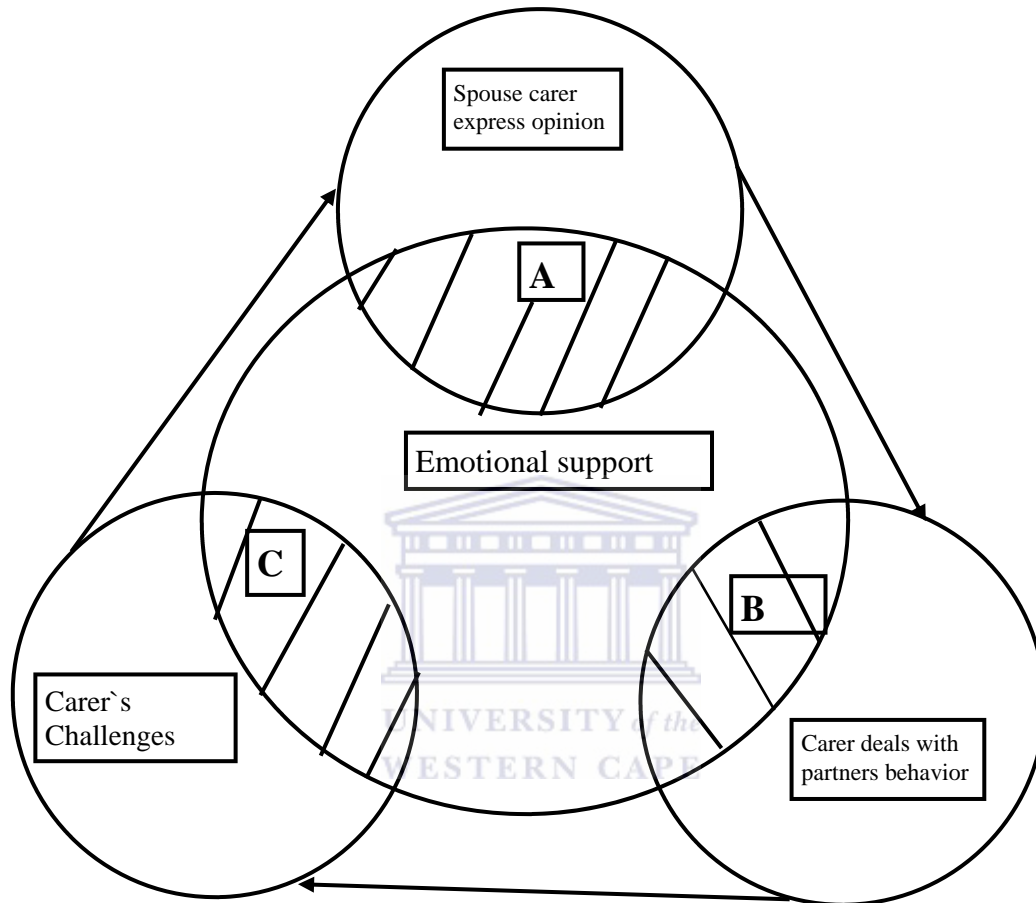 Spouse carer
express opinion
A
Emotional support
C
B
Carer`s
Challenges
UNIVERSITY of the
WESTERN CAPE
Carer deals with
partners behavior